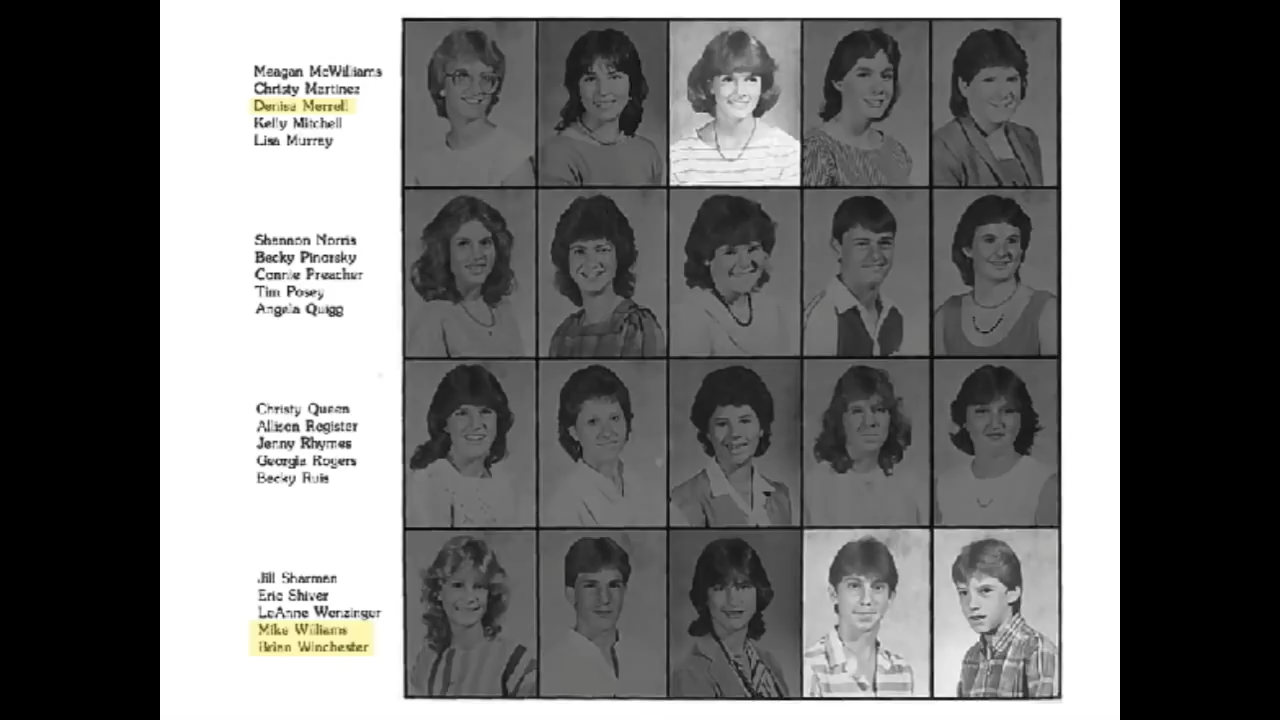 Meagan McWilliams
Christy Martinez
Denise Merrell
Kelly Mitchell
Lisa Murray
Shannon Norris
Becky Pinorsky
Connie Preacher
Tim Posey
Angela Quigg
Christy Queen
Allison Register
Jenny Rhymes
Georgia Rogers
Becky Ruis
Jill Sharman
Eric Shiver
LeAnne Wenzinger
Mike Williams
Brian Winchester